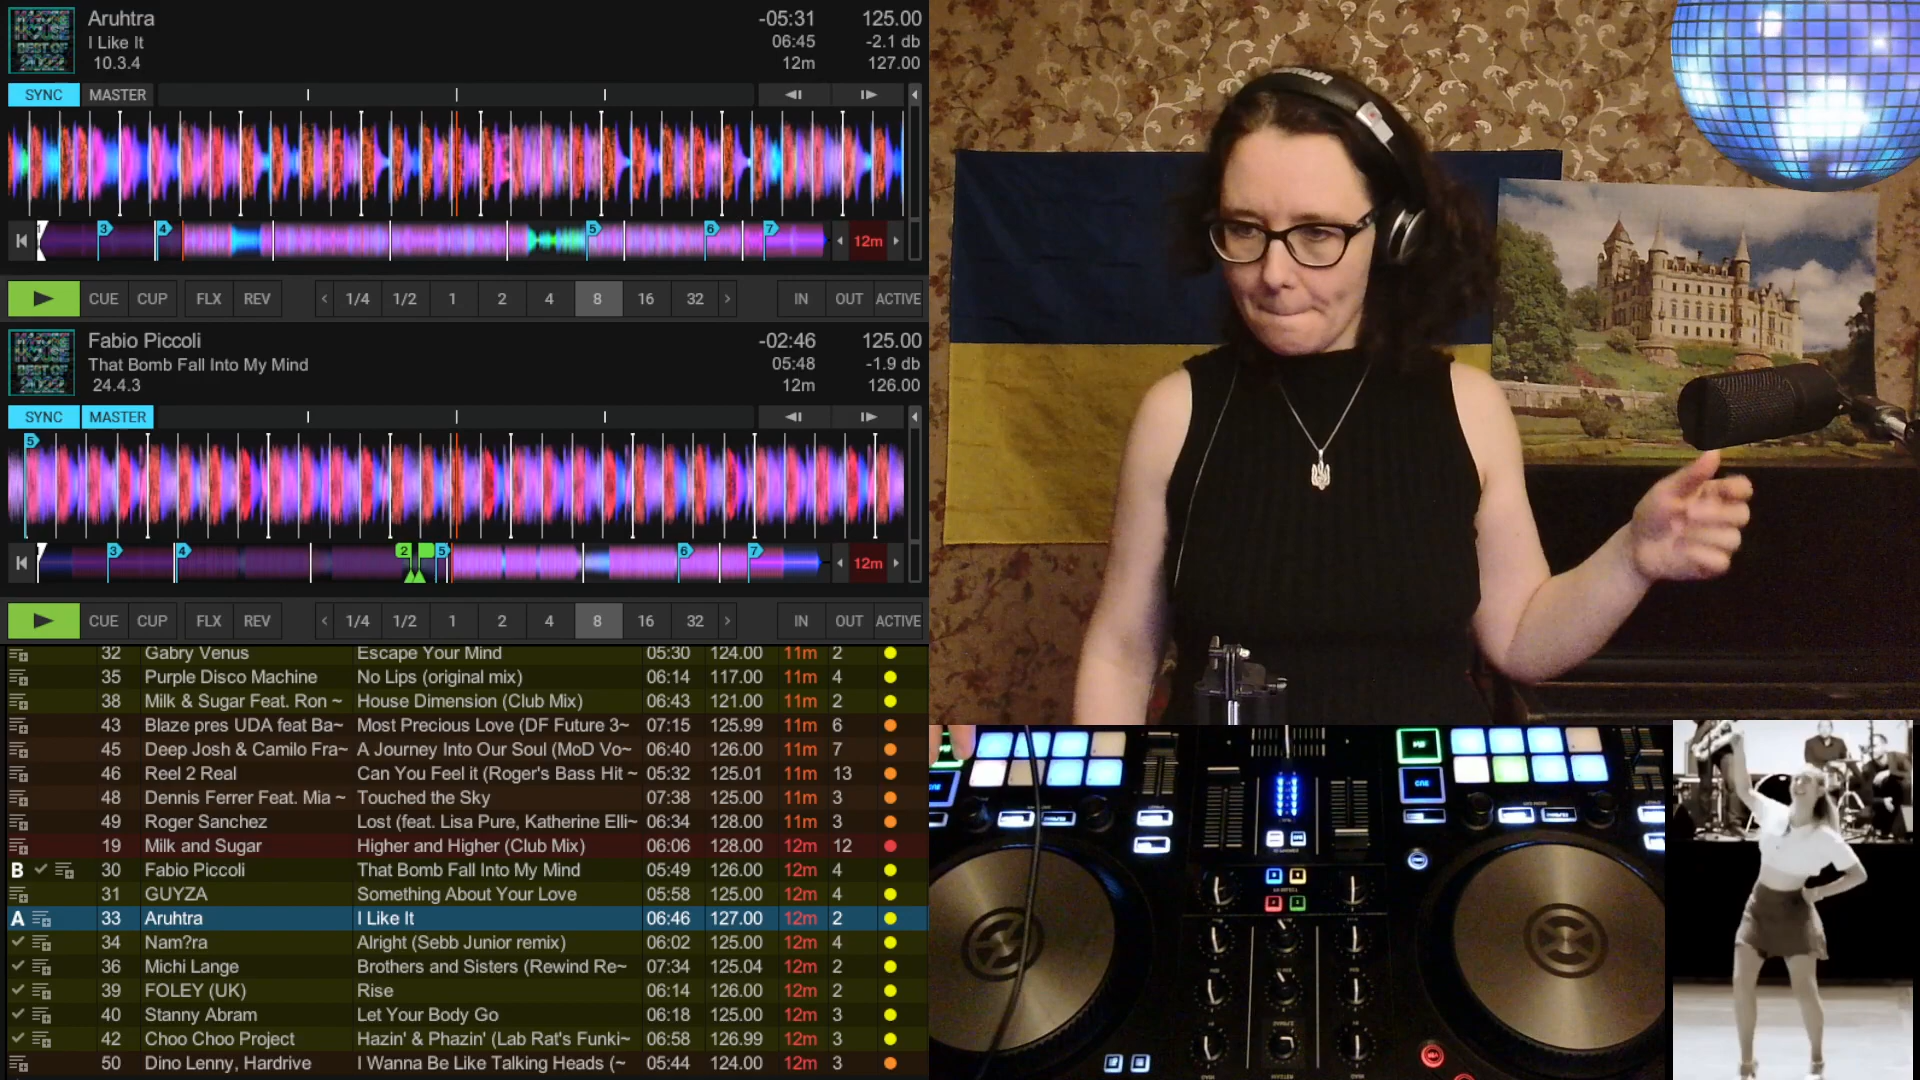 Aruhtra -05:31 125.00
I Like It 06:45 -2.1 db
10.3.4 12m 127.00
SYNC MASTER
3 4 5 6 7 12m
CUE CUP FLX REV 1/4 1/2 1 2 4 8 16 32 IN OUT ACTIVE
Fabio Piccoli -02:46 125.00
That Bomb Fall Into My Mind 05:48 -1.9 db
24.4.3 12m 126.00
SYNC MASTER
5
3 4 2 5 6 7 12m
CUE CUP FLX REV 1/4 1/2 1 2 4 8 16 32 IN OUT ACTIVE
32 Gabry Venus Escape Your Mind 05:30 124.00 11m 2
35 Purple Disco Machine No Lips (original mix) 06:14 117.00 11m 4
38 Milk & Sugar Feat. Ron ~ House Dimension (Club Mix) 06:43 121.00 11m 2
43 Blaze pres UDA feat Ba~ Most Precious Love (DF Future 3~ 07:15 125.99 11m 6
45 Deep Josh & Camilo Fra~ A Journey Into Our Soul (MoD Vo~ 06:40 126.00 11m 7
46 Reel 2 Real Can You Feel it (Roger's Bass Hit ~ 05:32 125.01 11m 13
48 Dennis Ferrer Feat. Mia ~ Touched the Sky 07:38 125.00 11m 3
49 Roger Sanchez Lost (feat. Lisa Pure, Katherine Elli~ 06:34 128.00 11m 3
19 Milk and Sugar Higher and Higher (Club Mix) 06:06 128.00 12m 12
B 30 Fabio Piccoli That Bomb Fall Into My Mind 05:49 126.00 12m 4
31 GUYZA Something About Your Love 05:58 125.00 12m 4
A 33 Aruhtra I Like It 06:46 127.00 12m 2
34 Nam?ra Alright (Sebb Junior remix) 06:02 125.00 12m 4
36 Michi Lange Brothers and Sisters (Rewind Re~ 07:34 125.04 12m 2
39 FOLEY (UK) Rise 06:14 126.00 12m 2
40 Stanny Abram Let Your Body Go 06:18 125.00 12m 3
42 Choo Choo Project Hazin' & Phazin' (Lab Rat's Funki~ 06:58 126.99 12m 3
50 Dino Lenny, Hardrive I Wanna Be Like Talking Heads (~ 05:44 124.00 12m 3